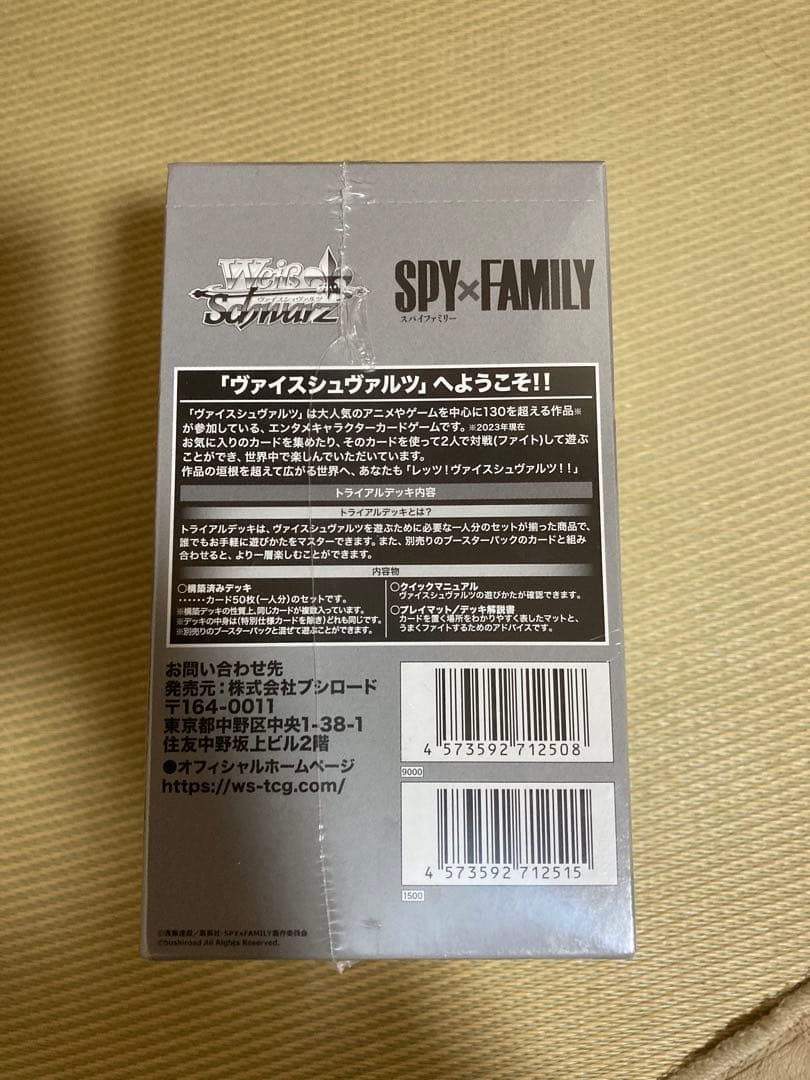 Weiß Schwarz
ヴァイスシュヴァルツ
SPY×FAMILY
スパイファミリー
「ヴァイスシュヴァルツ」へようこそ!!
「ヴァイスシュヴァルツ」は大人気のアニメやゲームを中心に130を超える作品※
が参加している、エンタメキャラクターカードゲームです。※2023年現在
お気に入りのカードを集めたり、そのカードを使って2人で対戦(ファイト)して遊ぶ
ことができ、世界中で楽しんでいただいています。
作品の垣根を超えて広がる世界へ、あなたも「レッツ!ヴァイスシュヴァルツ!!」
トライアルデッキ内容
トライアルデッキとは?
トライアルデッキは、ヴァイスシュヴァルツを遊ぶために必要な一人分のセットが揃った商品で、
誰でもお手軽に遊びかたをマスターできます。また、別売りのブースターパックのカードと組み
合わせると、より一層楽しむことができます。
内容物
○構築済みデッキ
……カード50枚(一人分)のセットです。
※構築デッキの性質上、同じカードが複数入っています。
※デッキの中身は(特別仕様カードを除き)どれも同じです。
※別売りのブースターパックと混ぜて遊ぶことができます。
○クイックマニュアル
ヴァイスシュヴァルツの遊びかたが確認できます。
○プレイマット/デッキ解説書
カードを置く場所をわかりやすく表したマットと、
うまくファイトするためのアドバイスです。
お問い合わせ先
発売元:株式会社ブシロード
〒164-0011
東京都中野区中央1-38-1
住友中野坂上ビル2階
●オフィシャルホームページ
https://ws-tcg.com/
4 573592 712508
9000
4 573592 712515
1500
©遠藤達哉/集英社・SPY×FAMILY製作委員会
©bushiroad All Rights Reserved.